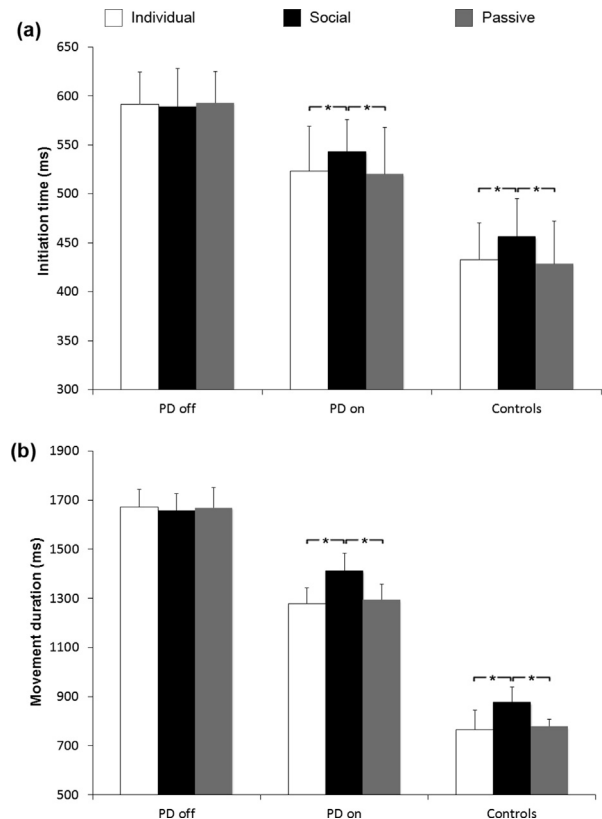 Individual Social Passive
(a)
650
600
550
500
450
400
350
300
Initiation time (ms)
* *
* *
PD off PD on Controls
(b)
1900
1700
1500
1300
1100
900
700
500
Movement duration (ms)
* *
* *
PD off PD on Controls